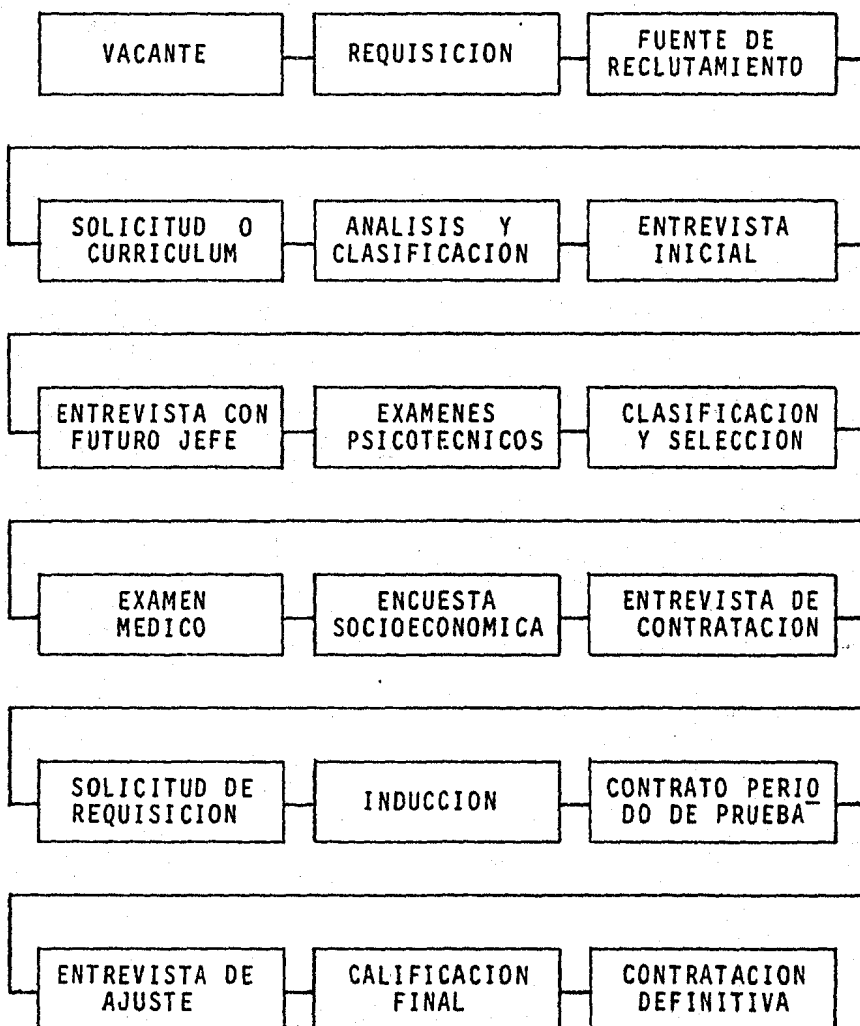 VACANTE
REQUISICION
FUENTE DE
RECLUTAMIENTO
SOLICITUD O
CURRICULUM
ANALISIS Y
CLASIFICACION
ENTREVISTA
INICIAL
ENTREVISTA CON
FUTURO JEFE
EXAMENES
PSICOTECNICOS
CLASIFICACION
Y SELECCION
EXAMEN
MEDICO
ENCUESTA
SOCIOECONOMICA
ENTREVISTA DE
CONTRATACION
SOLICITUD DE
REQUISICION
INDUCCION
CONTRATO PERIO
DO DE PRUEBA
ENTREVISTA DE
AJUSTE
CALIFICACION
FINAL
CONTRATACION
DEFINITIVA